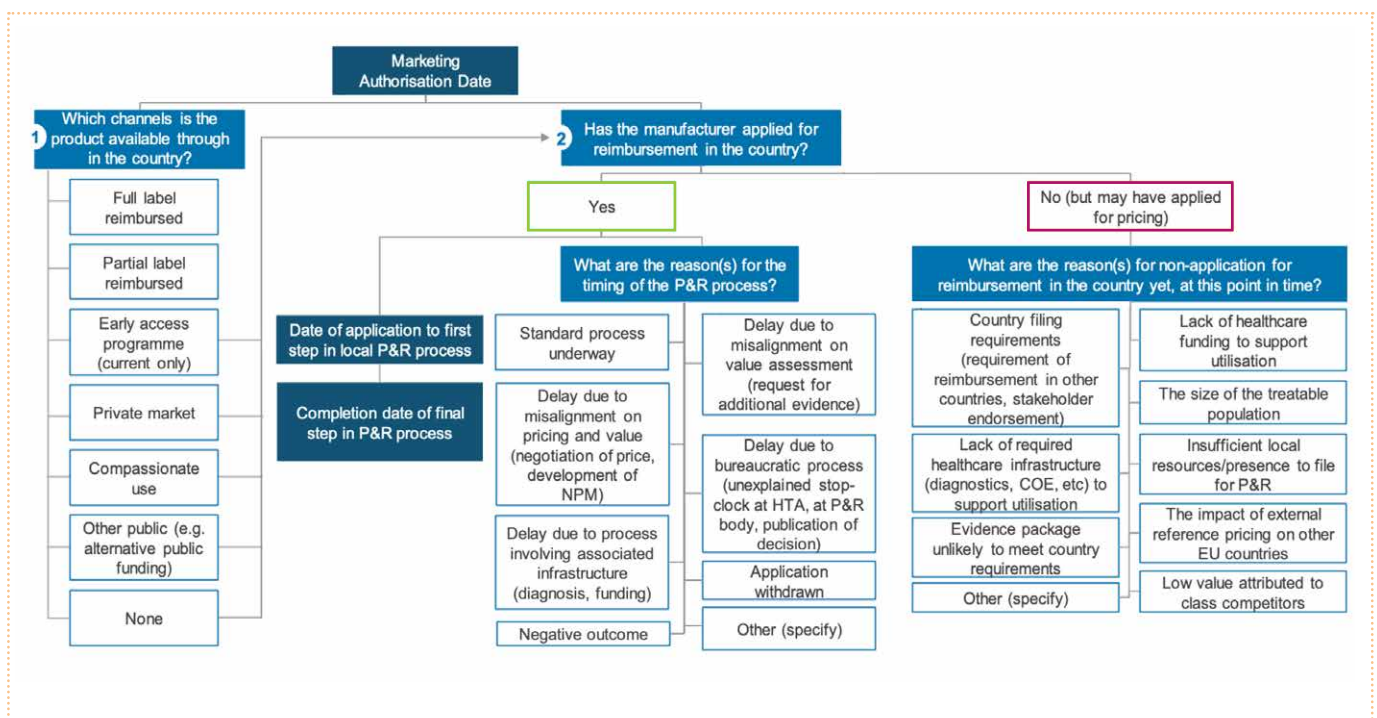 Marketing
Authorisation Date
1
Which channels is the
product available through
in the country?
Full label
reimbursed
Partial label
reimbursed
Early access
programme
(current only)
Private market
Compassionate
use
Other public (e.g.
alternative public
funding)
None
2
Has the manufacturer applied for
reimbursement in the country?
Yes
Date of application to first
step in local P&R process
Completion date of final
step in P&R process
What are the reason(s) for the
timing of the P&R process?
Standard process
underway
Delay due to
misalignment on
pricing and value
(negotiation of price,
development of
NPM)
Delay due to process
involving associated
infrastructure
(diagnosis, funding)
Negative outcome
Delay due to
misalignment on
value assessment
(request for
additional evidence)
Delay due to
bureaucratic process
(unexplained stop-
clock at HTA, at P&R
body, publication of
decision)
Application
withdrawn
Other (specify)
No (but may have applied
for pricing)
What are the reason(s) for non-application for
reimbursement in the country yet, at this point in time?
Country filing
requirements
(requirement of
reimbursement in other
countries, stakeholder
endorsement)
Lack of required
healthcare infrastructure
(diagnostics, COE, etc) to
support utilisation
Evidence package
unlikely to meet country
requirements
Other (specify)
Lack of healthcare
funding to support
utilisation
The size of the treatable
population
Insufficient local
resources/presence to file
for P&R
The impact of external
reference pricing on other
EU countries
Low value attributed to
class competitors